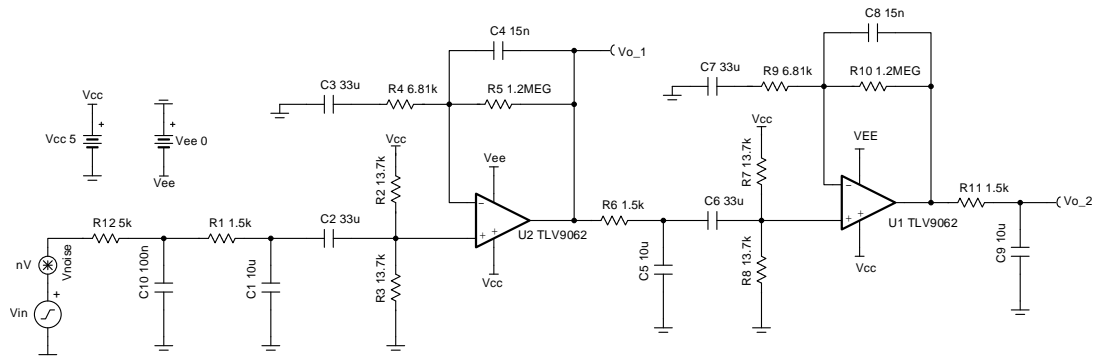 C4 15n
Vo_1
C3 33u
R4 6.81k
R5 1.2MEG
C8 15n
C7 33u
R9 6.81k
R10 1.2MEG
Vcc
+
Vcc 5
+
Vee 0
Vee
Vcc
R2 13.7k
Vee
Vcc
R7 13.7k
VEE
R12 5k
R1 1.5k
C2 33u
−
+ +
U2 TLV9062
Vcc
R6 1.5k
C6 33u
−
+ +
U1 TLV9062
Vcc
R11 1.5k
Vo_2
nV
Vnoise
C10 100n
C1 10u
R3 13.7k
C5 10u
R8 13.7k
C9 10u
+
Vin